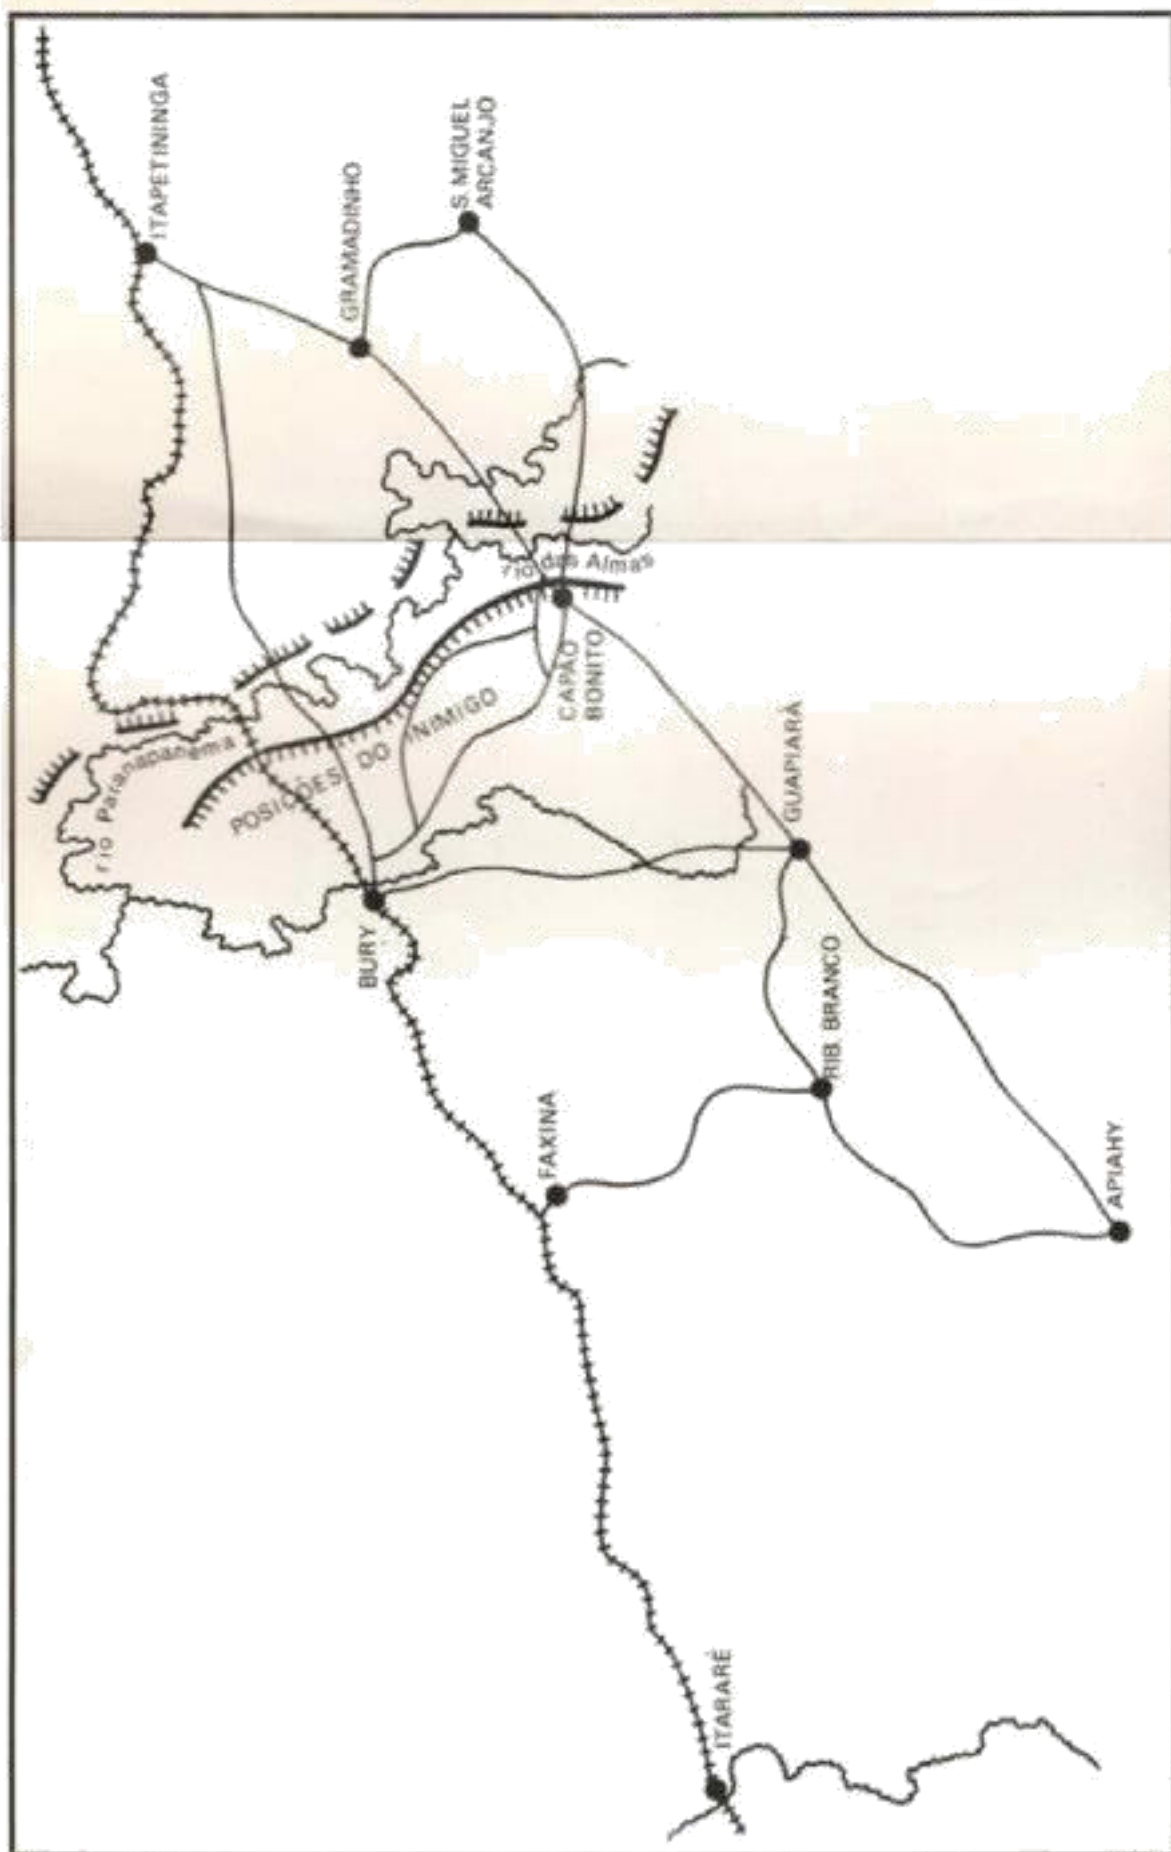 ITAPETININGA
GRAMADINHO
S. MIGUEL
ARCANJO
rio das Almas
CAPÃO
BONITO
rio Paranapanema
POSIÇÕES DO INIMIGO
BURY
GUAPIARÁ
RIB. BRANCO
FAXINA
APIAHY
ITARARÉ